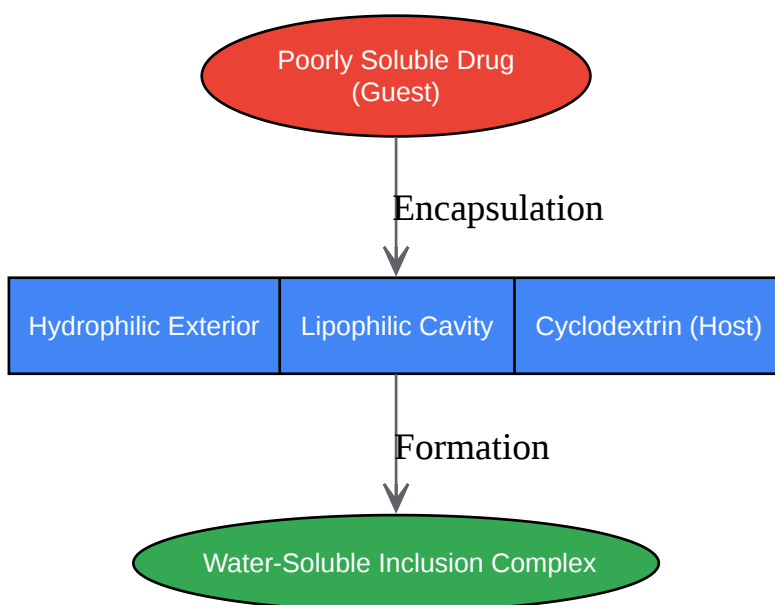 Poorly Soluble Drug
(Guest)
Encapsulation
Hydrophilic Exterior
Lipophilic Cavity
Cyclodextrin (Host)
Formation
Water-Soluble Inclusion Complex